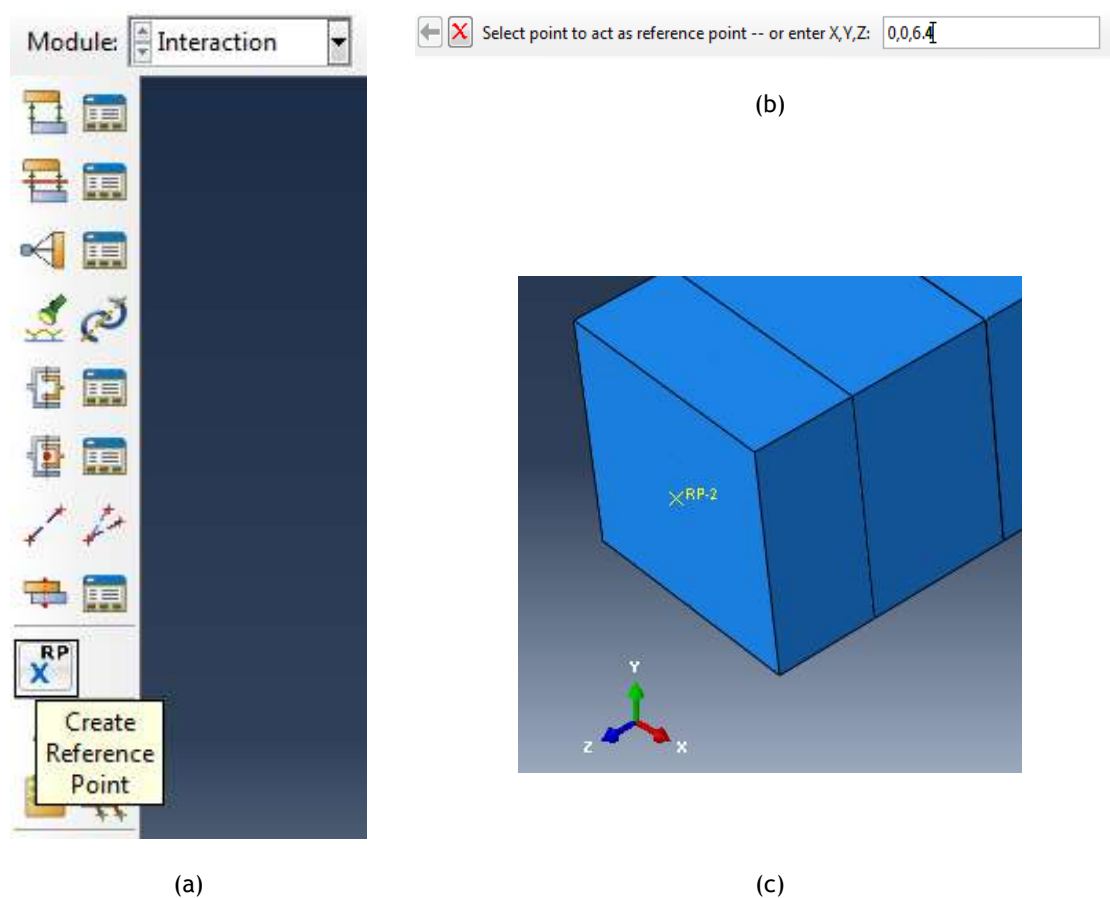 Module: Interaction
Select point to act as reference point -- or enter X,Y,Z: 0,0,6.4
(b)
RP
X
Create
Reference
Point
RP-2
Y
Z
X
(a)
(c)